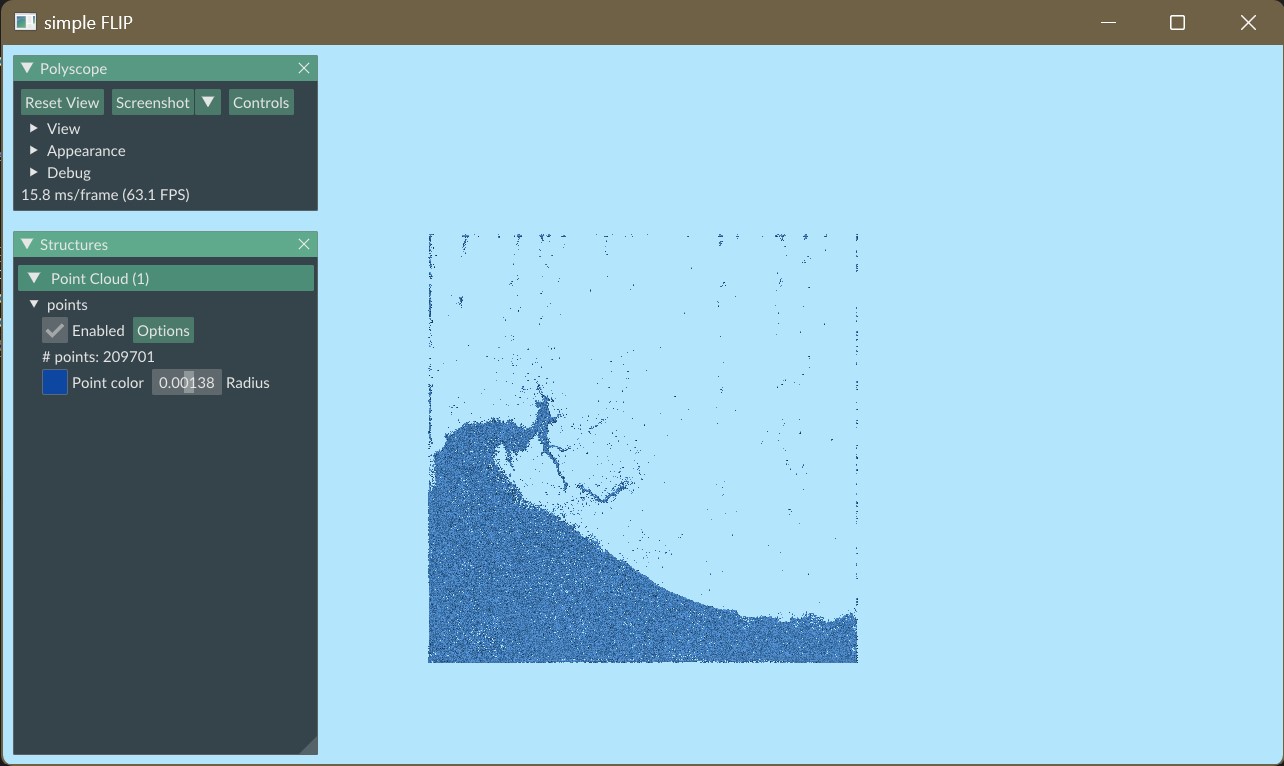 simple FLIP
Polyscope
Reset View Screenshot Controls
View
Appearance
Debug
15.8 ms/frame (63.1 FPS)
Structures
Point Cloud (1)
points
Enabled Options
# points: 209701
Point color 0.00138 Radius